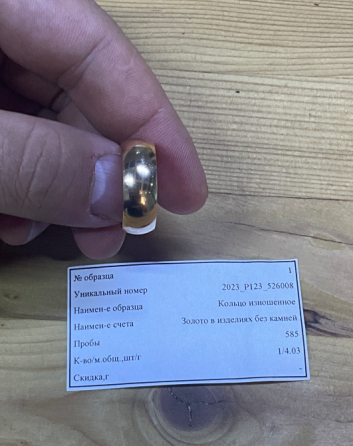 № образца 1
Уникальный номер 2023_P123_526008
Наимен-е образца Кольцо изношенное
Наимен-е счета Золото в изделиях без камней
Пробы 585
К-во/м.общ.,шт/г 1/4.03
Скидка,г -